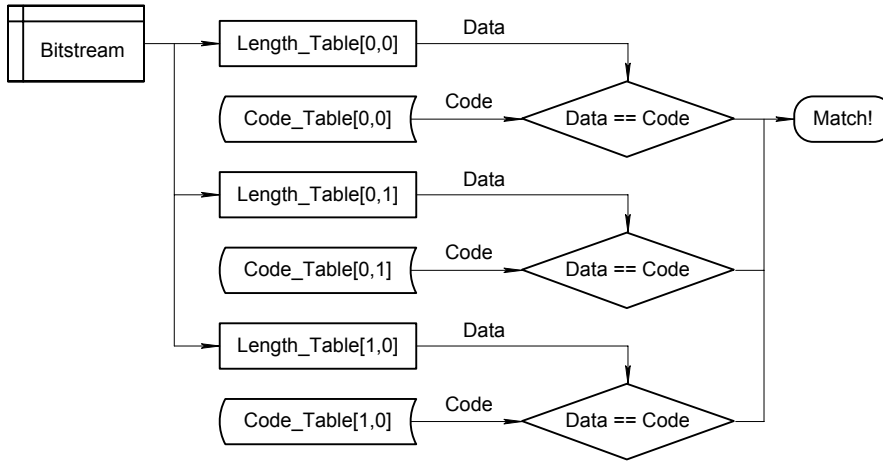 Bitstream
Length_Table[0,0]
Data
Code_Table[0,0]
Code
Data == Code
Match!
Length_Table[0,1]
Data
Code_Table[0,1]
Code
Data == Code
Length_Table[1,0]
Data
Code_Table[1,0]
Code
Data == Code